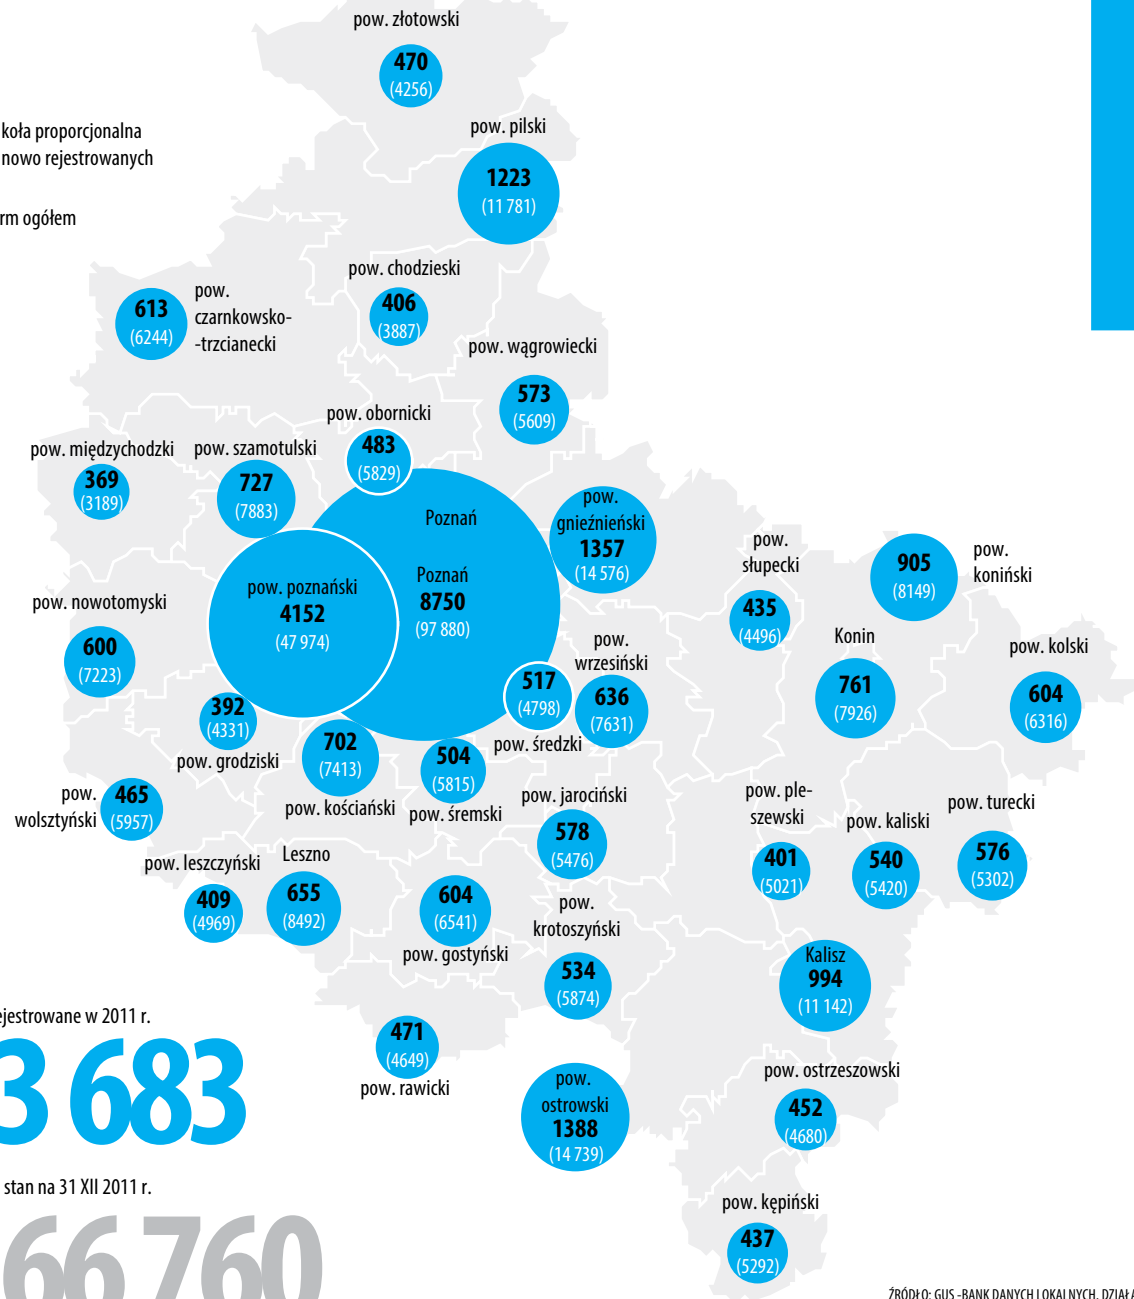 pow. złotowski
470
(4256)
koła proporcjonalna
nowo rejestrowanych
rm ogółem
pow. pilski
1223
(11 781)
pow. chodzieski
406
(3887)
613
(6244)
pow.
czarnkowsko-
-trzcianecki
pow. wągrowiecki
573
(5609)
pow. obornicki
483
(5829)
pow. międzychodzki
369
(3189)
pow. szamotulski
727
(7883)
Poznań
Poznań
8750
(97 880)
pow. poznański
4152
(47 974)
pow.
gnieźnieński
1357
(14 576)
pow.
słupecki
435
(4496)
905
(8149)
pow.
koniński
pow. nowotomyski
600
(7223)
pow.
wrzesiński
636
(7631)
Konin
761
(7926)
pow. kolski
604
(6316)
517
(4798)
pow. średzki
392
(4331)
pow. grodziski
702
(7413)
pow. kościański
504
(5815)
pow. śremski
pow.
wolsztyński
465
(5957)
pow. jarociński
578
(5476)
pow. ple-
szewski
401
(5021)
pow. kaliski
540
(5420)
pow. turecki
576
(5302)
pow. leszczyński
409
(4969)
Leszno
655
(8492)
604
(6541)
pow. gostyński
pow.
krotoszyński
534
(5874)
Kalisz
994
(11 142)
ejestrowane w 2011 r.
3 683
471
(4649)
pow. rawicki
pow.
ostrowski
1388
(14 739)
pow. ostrzeszowski
452
(4680)
stan na 31 XII 2011 r.
66 760
pow. kępiński
437
(5292)
ŹRÓDŁO: GUS -BANK DANYCH LOKALNYCH, DZIAŁA